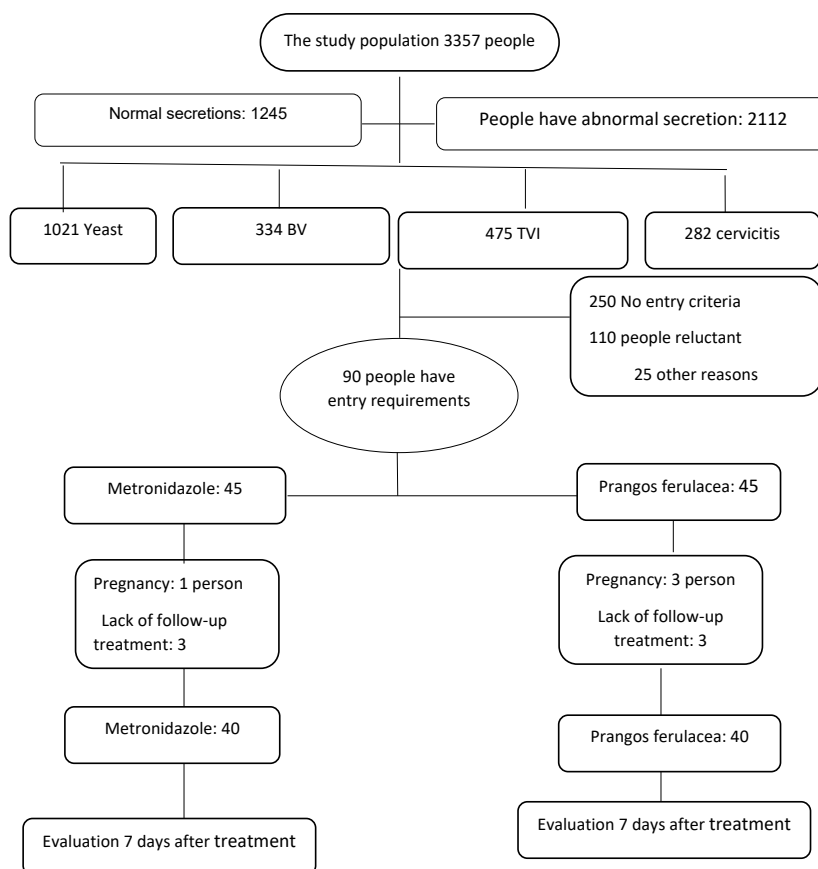 The study population 3357 people
Normal secretions: 1245
People have abnormal secretion: 2112
1021 Yeast
334 BV
475 TVI
282 cervicitis
250 No entry criteria
110 people reluctant
25 other reasons
90 people have
entry requirements
Metronidazole: 45
Prangos ferulacea: 45
Pregnancy: 1 person
Lack of follow-up
treatment: 3
Pregnancy: 3 person
Lack of follow-up
treatment: 3
Metronidazole: 40
Prangos ferulacea: 40
Evaluation 7 days after treatment
Evaluation 7 days after treatment